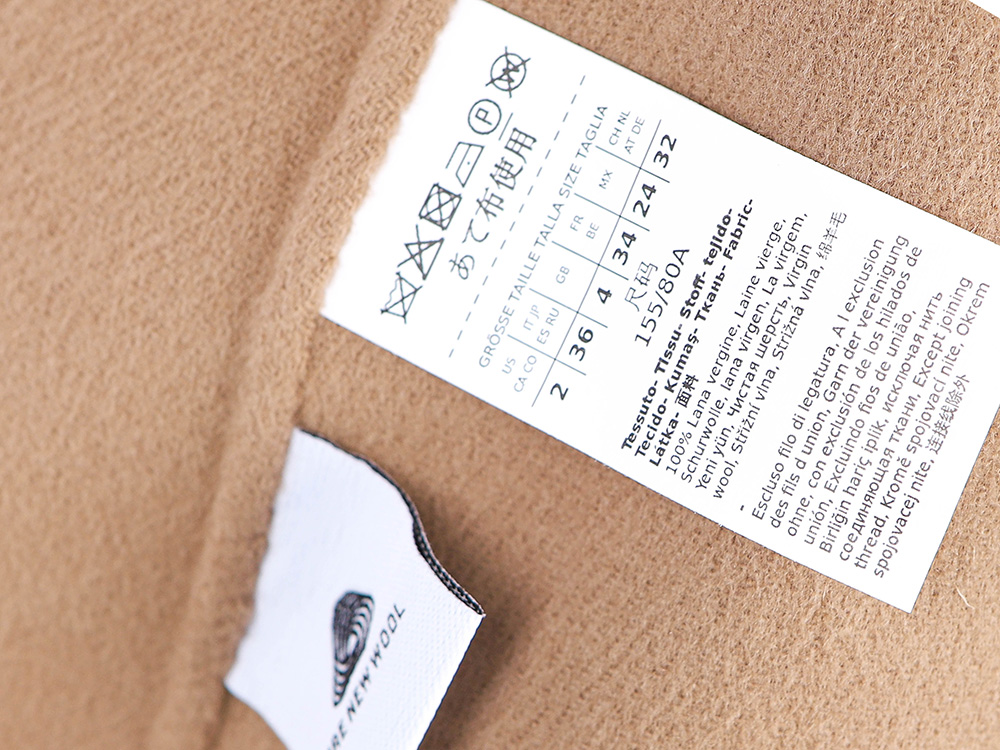 P
W
あて布使用
GRÖSSE TAILLE TALLA SIZE TAGLIA
US IT JP GB FR MX CH NL
CA CO ES RU BE AT DE
2 36 4 34 24 32
尺码
155/80A
Tessuto- Tissu- Stoff- tejido-
Tecido- Kumaş- Ткань- Fabric-
Látka- 面料
100% Lana vergine, Laine vierge,
Schurwolle, lana virgen, La virgem,
Yeni yün, Чистая шерсть, Virgin
wool, Střižní vlna, Strižná vlna, 绵羊毛
-
Escluso filo di legatura, A l exclusion
des fils d union, Garn der vereinigung
ohne, con exclusión de los hilados de
unión, Excluindo fios de união,
Birliğin hariç iplik, исключая нить
соединяющая ткани, Except joining
thread, Kromě spojovací nite, Okrem
spojovacej nite, 连接线除外
RE NEW WOOL